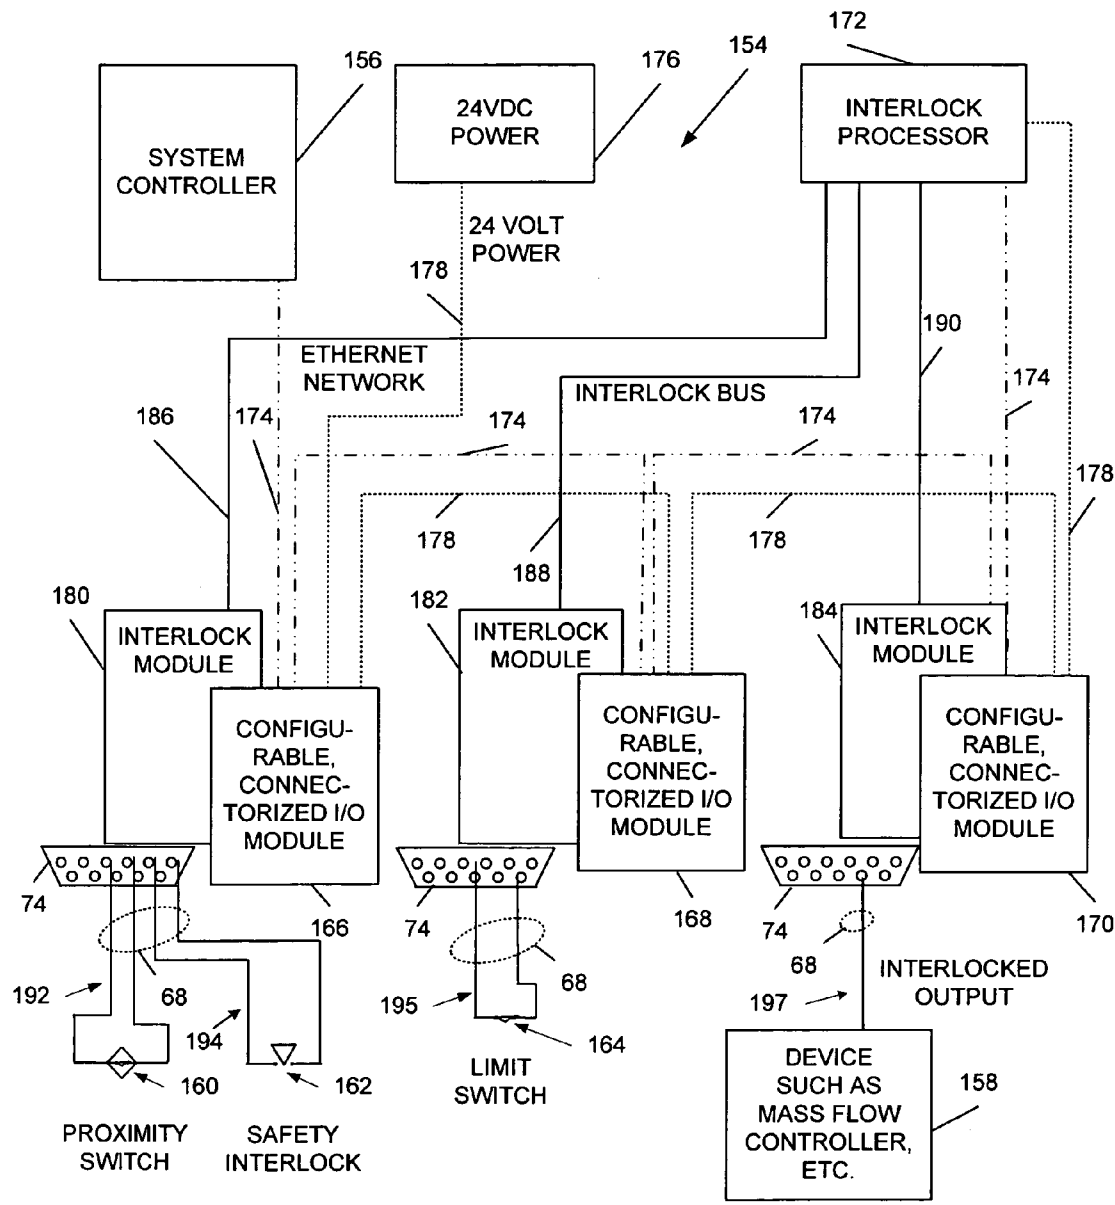 172
156
176
154
SYSTEM
CONTROLLER
24VDC
POWER
INTERLOCK
PROCESSOR
24 VOLT
POWER
178
190
ETHERNET
NETWORK
INTERLOCK BUS
174
186
174
174
174
178
178
178
188
180
182
184
INTERLOCK
MODULE
INTERLOCK
MODULE
INTERLOCK
MODULE
CONFIGU-
RABLE,
CONNEC-
TORIZED I/O
MODULE
CONFIGU-
RABLE,
CONNEC-
TORIZED I/O
MODULE
CONFIGU-
RABLE,
CONNEC-
TORIZED I/O
MODULE
74
166
74
168
74
170
68
68
68
192
194
195
197
INTERLOCKED
OUTPUT
160
162
164
LIMIT
SWITCH
PROXIMITY
SWITCH
SAFETY
INTERLOCK
DEVICE
SUCH AS
MASS FLOW
CONTROLLER,
ETC.
158